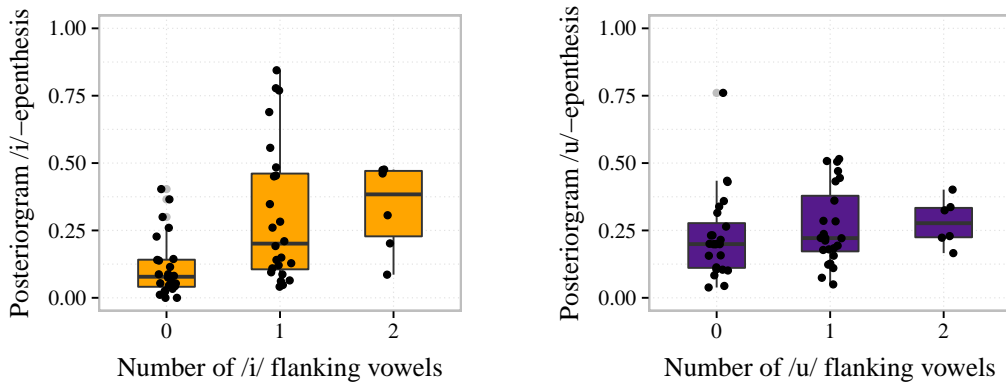 Posteriorgram /i/−epenthesis
1.00
0.75
0.50
0.25
0.00
0 1 2
Number of /i/ flanking vowels
Posteriorgram /u/−epenthesis
1.00
0.75
0.50
0.25
0.00
0 1 2
Number of /u/ flanking vowels